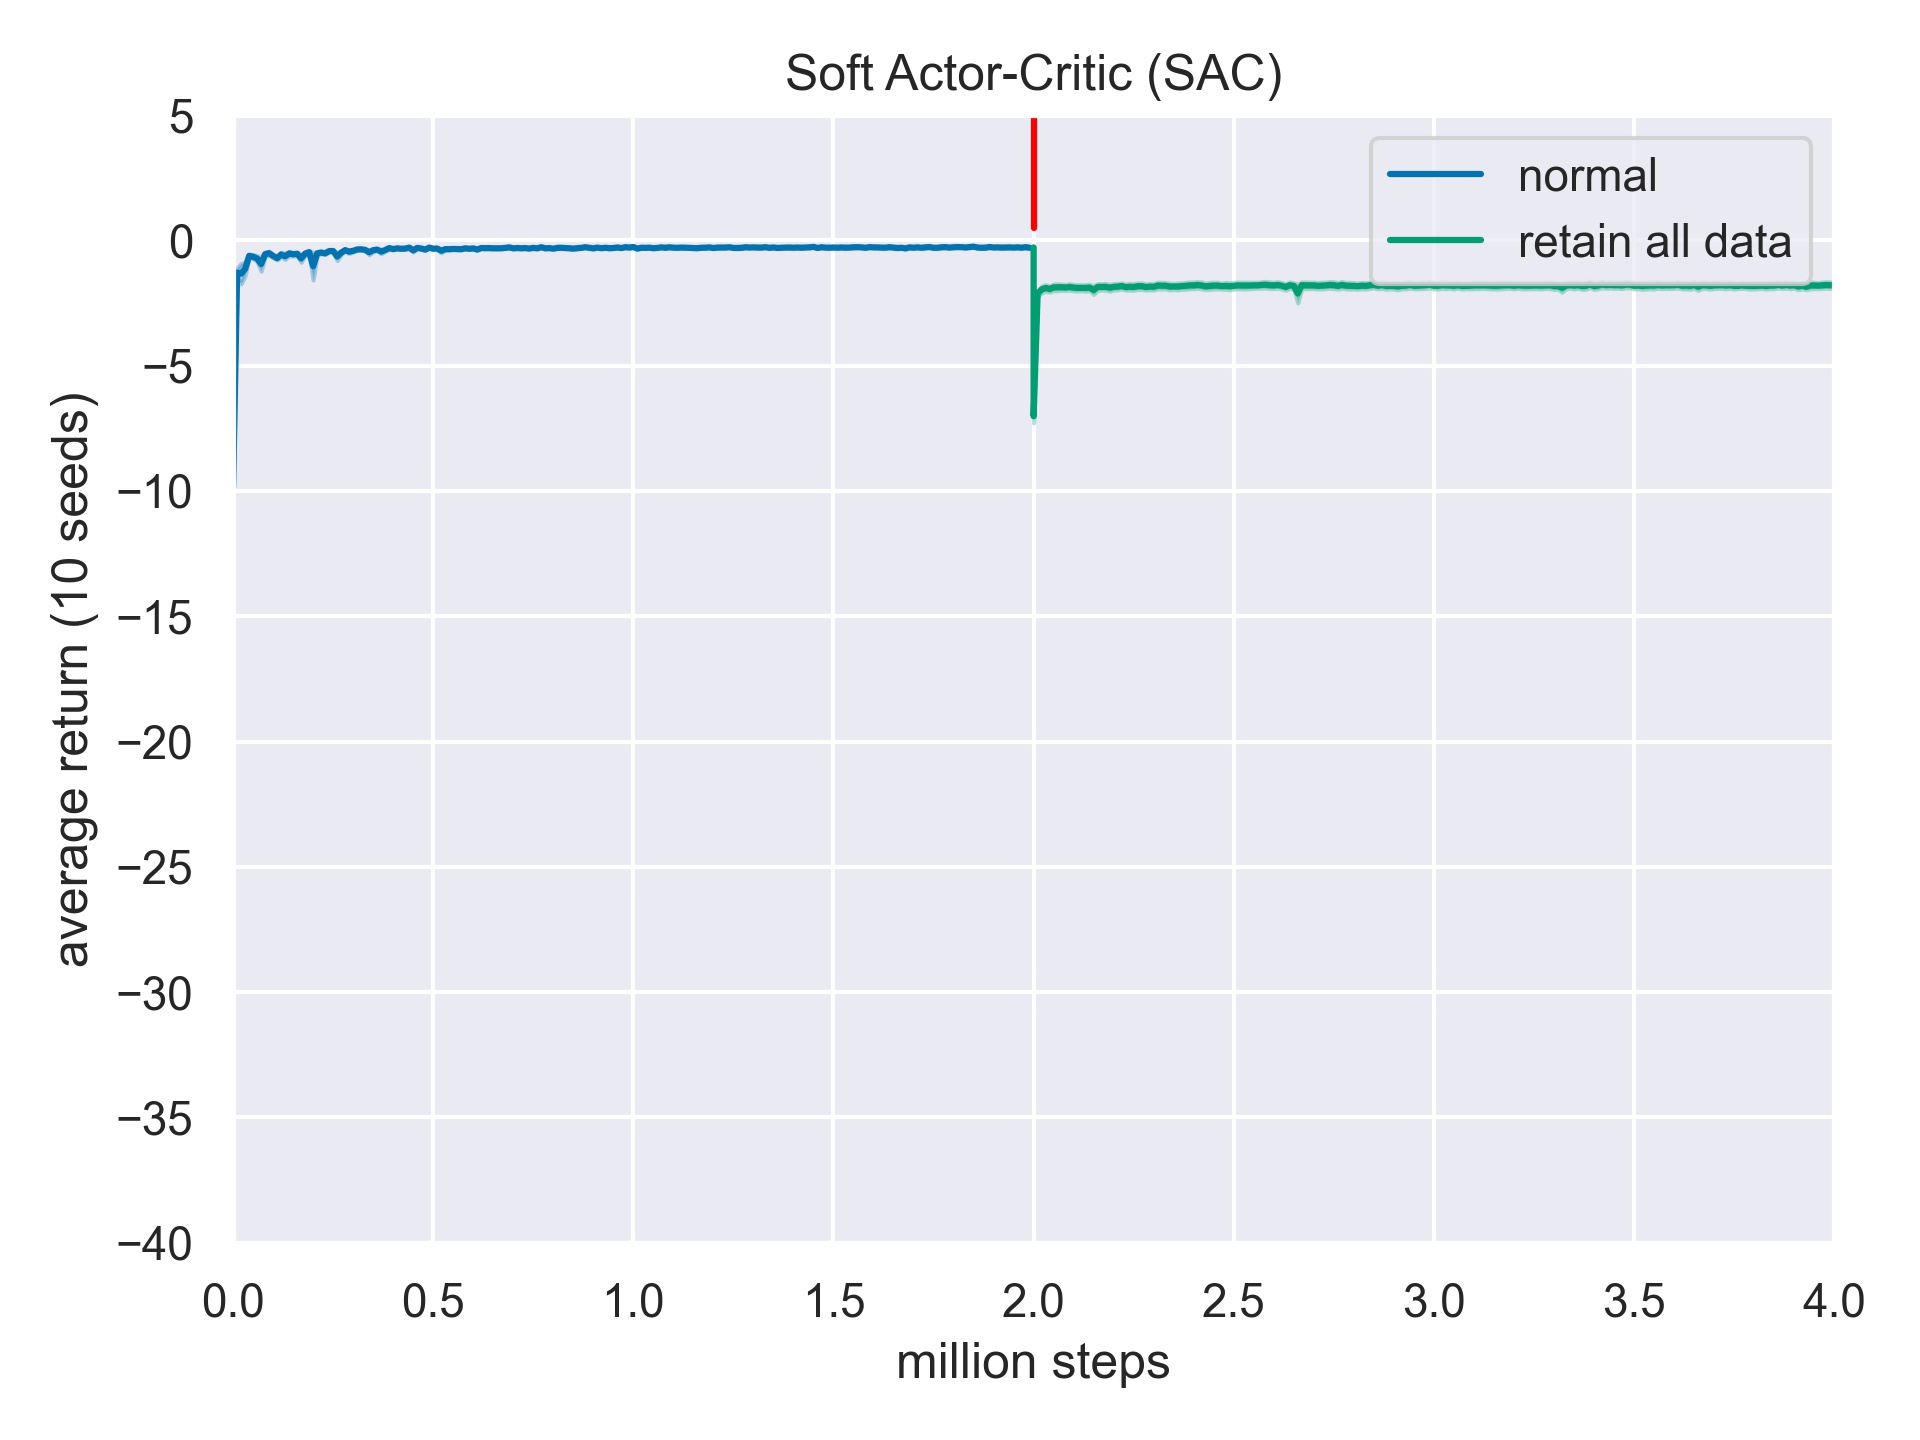 Soft Actor-Critic (SAC)
normal
retain all data
5
0
−5
−10
−15
−20
−25
−30
−35
−40
average return (10 seeds)
0.0 0.5 1.0 1.5 2.0 2.5 3.0 3.5 4.0
million steps